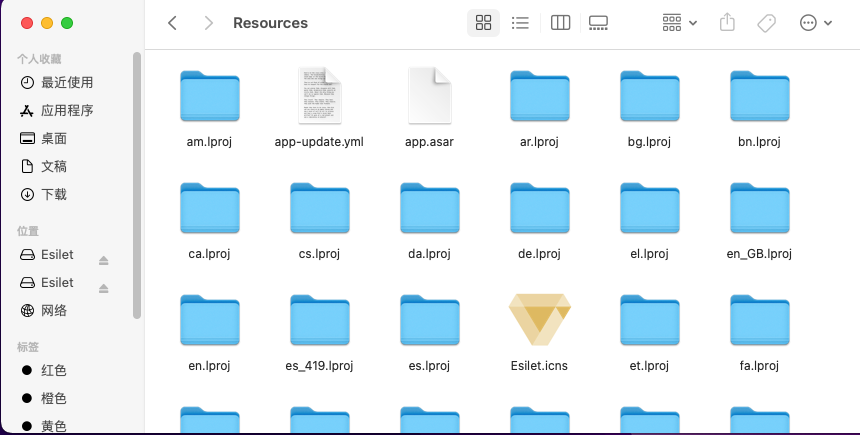 Resources
个人收藏
最近使用
应用程序
桌面
文稿
下载
位置
Esilet
Esilet
网络
标签
红色
橙色
黄色
am.lproj
app-update.yml
app.asar
ar.lproj
bg.lproj
bn.lproj
ca.lproj
cs.lproj
da.lproj
de.lproj
el.lproj
en_GB.lproj
en.lproj
es_419.lproj
es.lproj
Esilet.icns
et.lproj
fa.lproj